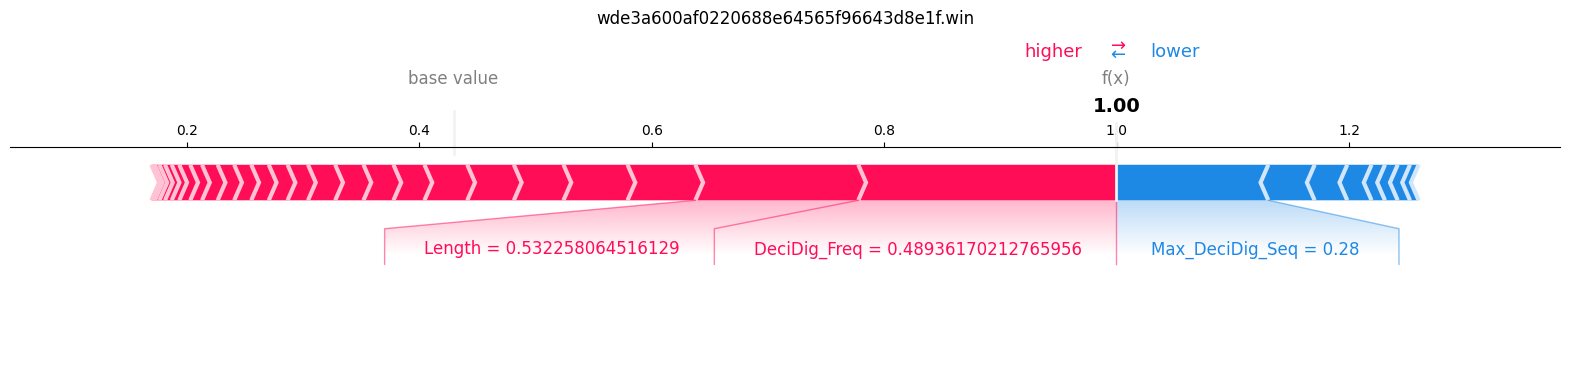 wde3a600af0220688e64565f96643d8e1f.win
higher ⇄ lower
base value f(x)
1.00
0.2 0.4 0.6 0.8 1.0 1.2
Length = 0.532258064516129 DeciDig_Freq = 0.48936170212765956 Max_DeciDig_Seq = 0.28